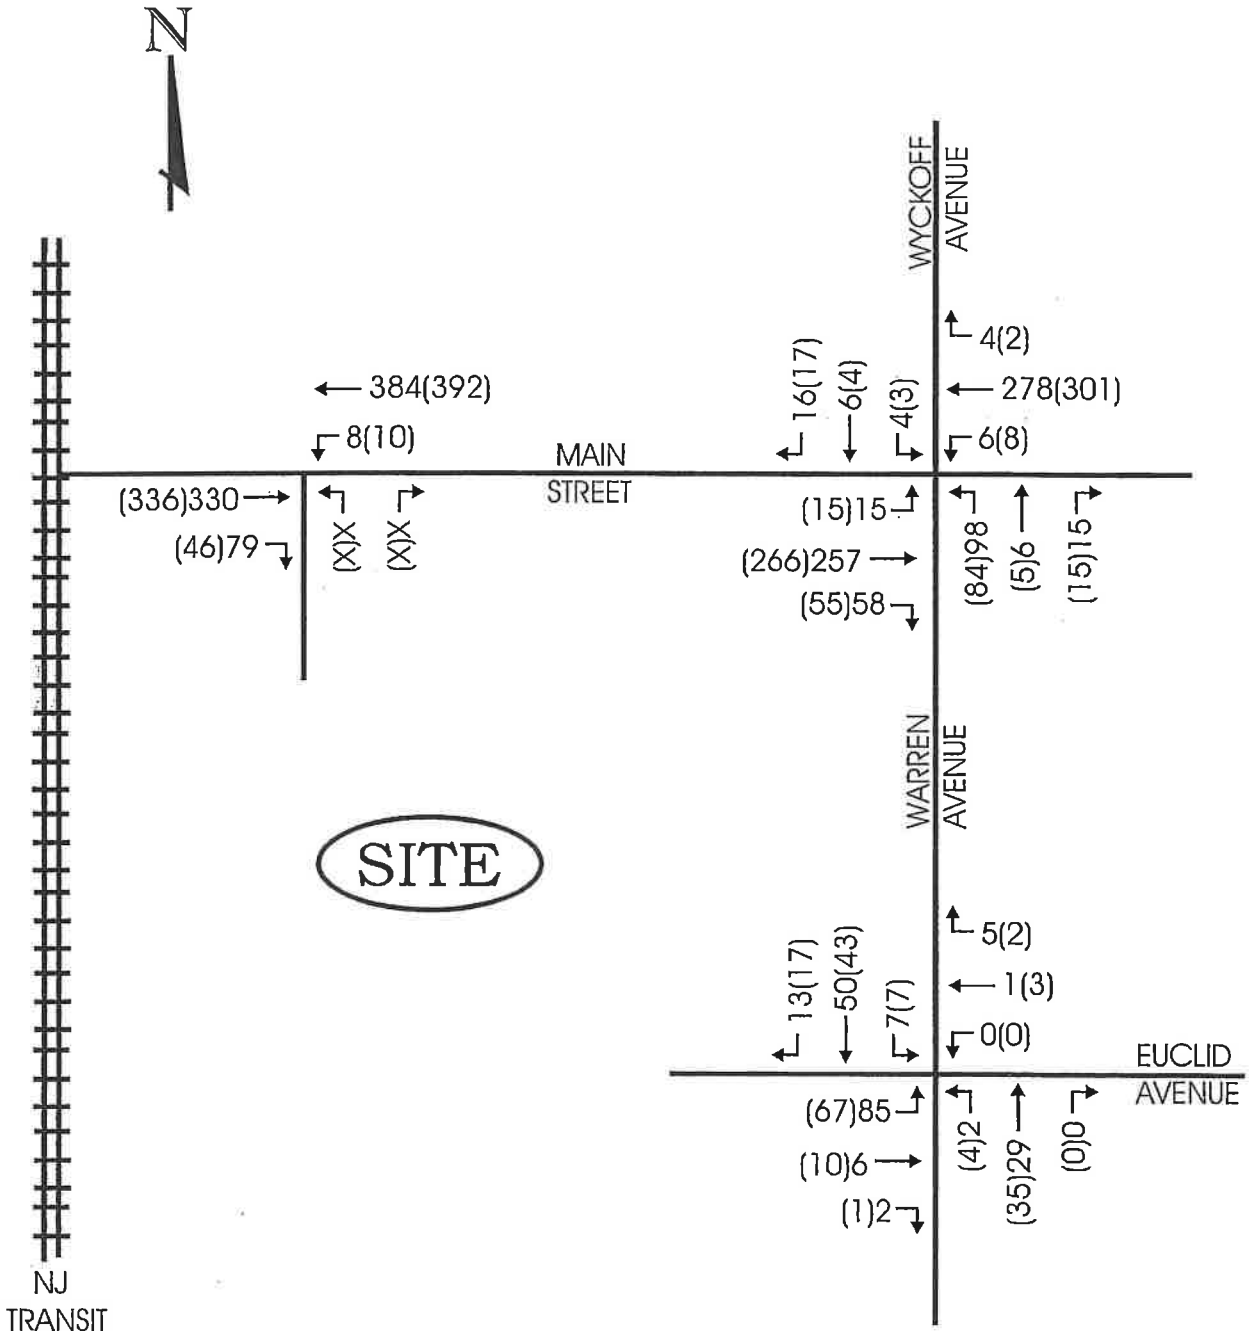 N
WYCKOFF
AVENUE
4(2)
16(17)
6(4)
4(3)
384(392)
278(301)
8(10)
6(8)
MAIN
STREET
(336)330
(46)79
X(X)
X(X)
(15)15
(266)257
(55)58
(84)98
(5)6
(15)15
WARREN
AVENUE
SITE
5(2)
13(17)
50(43)
7(7)
1(3)
0(0)
EUCLID
AVENUE
(67)85
(10)6
(1)2
(4)2
(35)29
(0)0
NJ
TRANSIT